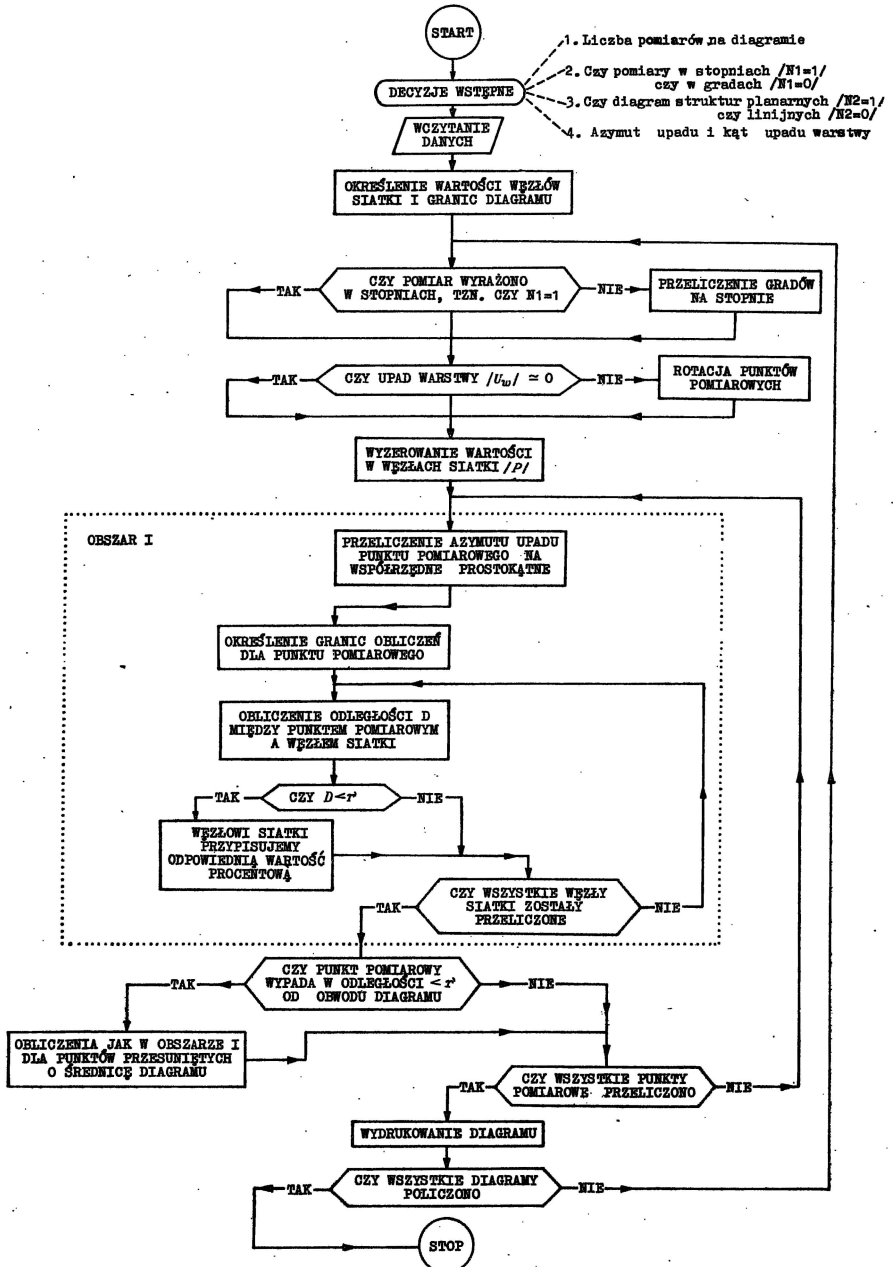 START
1. Liczba pomiarów na diagramie
2. Czy pomiary w stopniach /N1=1/
czy w gradach /N1=0/
DECYZJE WSTĘPNE
3. Czy diagram struktur planarnych /N2=1/
czy linijnych /N2=0/
4. Azymut upadu i kąt upadu warstwy
WCZYTANIE
DANYCH
OKREŚLENIE WARTOŚCI WĘZŁÓW
SIATKI I GRANIC DIAGRAMU
TAK
CZY POMIAR WYRAŻONO
W STOPNIACH, TZN. CZY N1=1
NIE
PRZELICZENIE GRADÓW
NA STOPNIE
TAK
CZY UPAD WARSTWY /Uw/ ≃ 0
NIE
ROTACJA PUNKTÓW
POMIAROWYCH
WYZEROWANIE WARTOŚCI
W WĘZŁACH SIATKI /P/
OBSZAR I
PRZELICZENIE AZYMUTU UPADU
PUNKTU POMIAROWEGO NA
WSPÓŁRZĘDNE PROSTOKĄTNE
OKREŚLENIE GRANIC OBLICZEŃ
DLA PUNKTU POMIAROWEGO
OBLICZENIE ODLEGŁOŚCI D
MIĘDZY PUNKTEM POMIAROWYM
A WĘZŁEM SIATKI
TAK
CZY D<r
NIE
WĘZŁOWI SIATKI
PRZYPISUJEMY
ODPOWIEDNIĄ WARTOŚĆ
PROCENTOWĄ
TAK
CZY WSZYSTKIE WĘZŁY
SIATKI ZOSTAŁY
PRZELICZONE
NIE
TAK
CZY PUNKT POMIAROWY
WYPADA W ODLEGŁOŚCI < r
OD OBWODU DIAGRAMU
NIE
OBLICZENIA JAK W OBSZARZE I
DLA PUNKTÓW PRZESUNIĘTYCH
O ŚREDNICĘ DIAGRAMU
TAK
CZY WSZYSTKIE PUNKTY
POMIAROWE PRZELICZONO
NIE
WYDRUKOWANIE DIAGRAMU
TAK
CZY WSZYSTKIE DIAGRAMY
POLICZONO
NIE
STOP